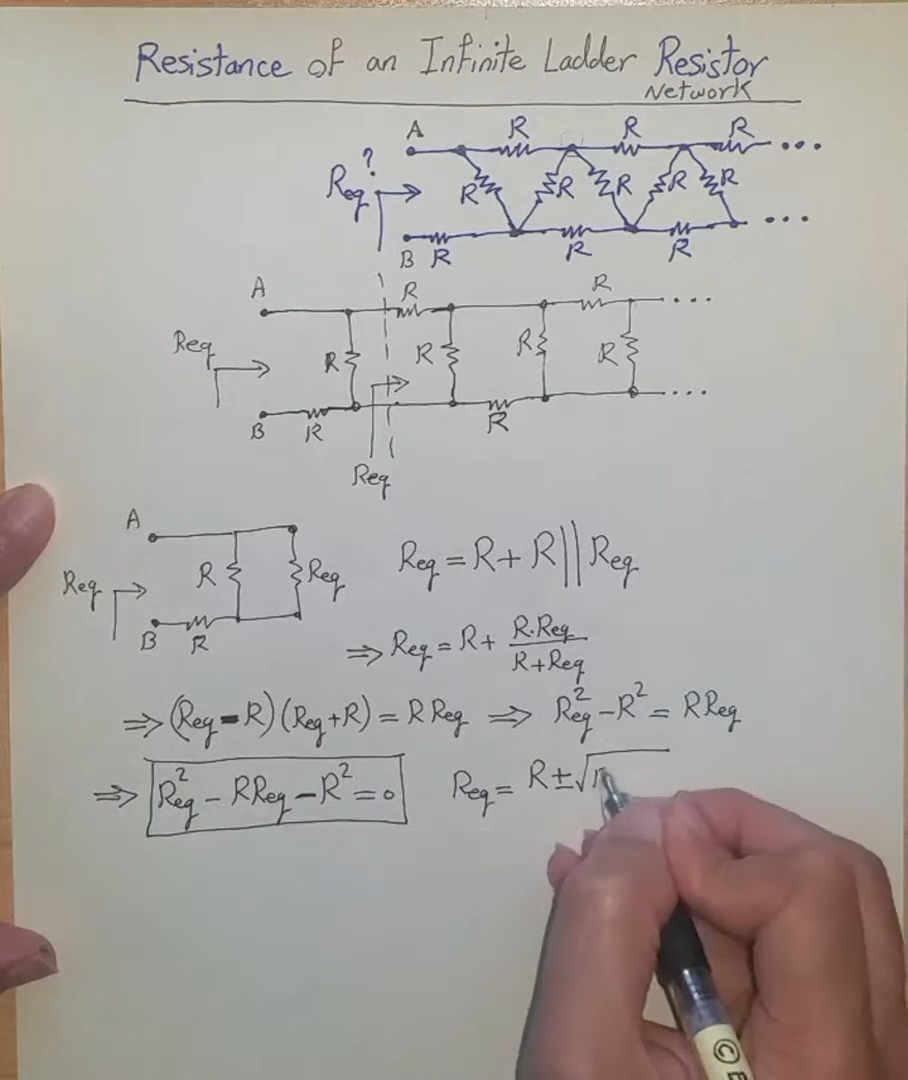 Resistance of an Infinite Ladder Resistor
Network
A R R R ...
Req ? R R R R R
B R R R ...
A R R ...
Req R R R R
B R R ...
Req
A
Req R Req
B R
Req = R + R || Req
⇒ Req = R + R.Req / R+Req
⇒ (Req - R) (Req + R) = R Req ⇒ Req² - R² = R Req
⇒ Req² - R Req - R² = 0 Req = R ± √
© B